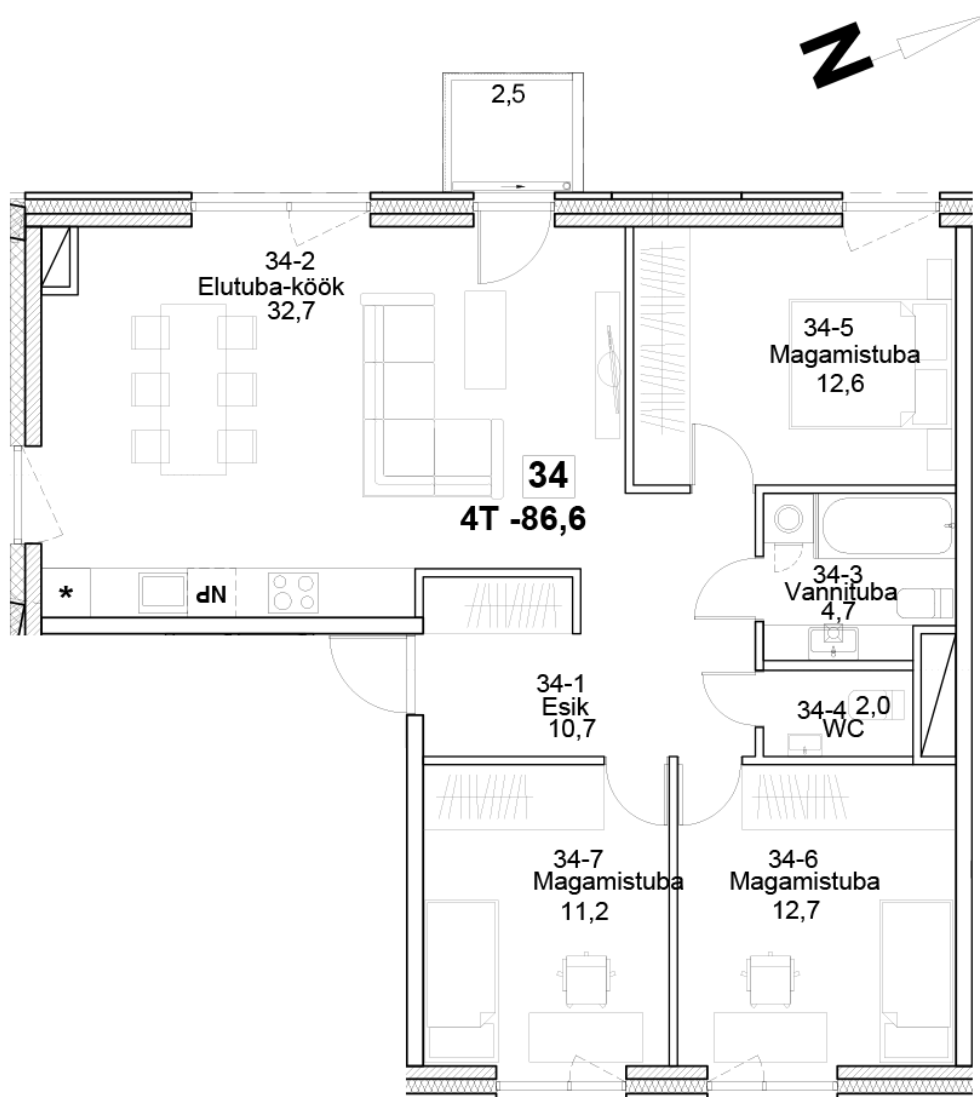 N
2,5
34-2
Elutuba-köök
32,7
34-5
Magamistuba
12,6
34
4T -86,6
* NP
34-3
Vannituba
4,7
34-1
Esik
10,7
34-4 2,0
WC
34-7
Magamistuba
11,2
34-6
Magamistuba
12,7